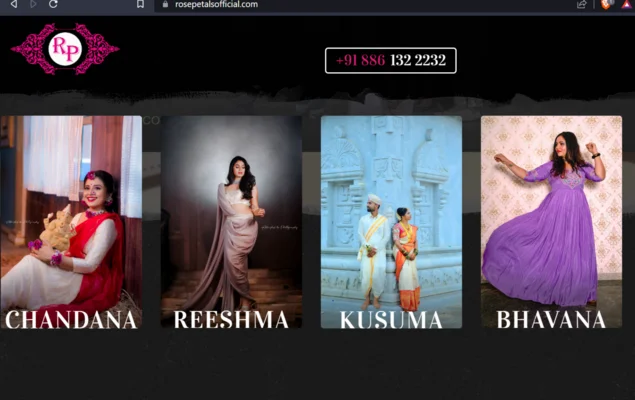 rosepetalsofficial.com
RP
+91 886 132 2232
CHANDANA
REESHMA
KUSUMA
BHAVANA